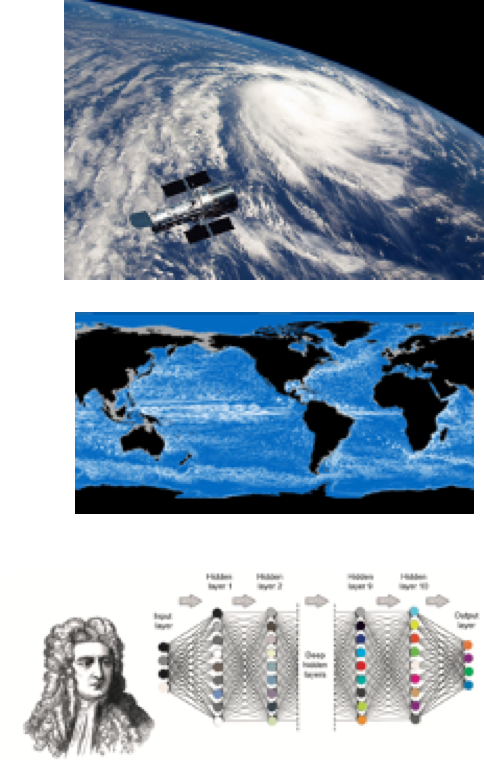 Hidden
layer 1
Hidden
layer 2
Hidden
layer 9
Hidden
layer 10
Input
layer
Output
layer
Deep
hidden
layers